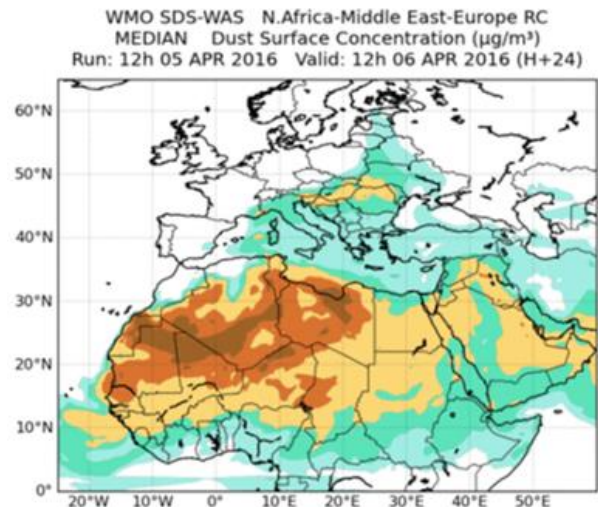 WMO SDS-WAS N.Africa-Middle East-Europe RC
MEDIAN Dust Surface Concentration (µg/m³)
Run: 12h 05 APR 2016 Valid: 12h 06 APR 2016 (H+24)
60°N
50°N
40°N
30°N
20°N
10°N
0°
20°W 10°W 0° 10°E 20°E 30°E 40°E 50°E